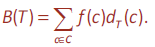 B(T) = ∑_{c∈C} f(c)d_T(c).